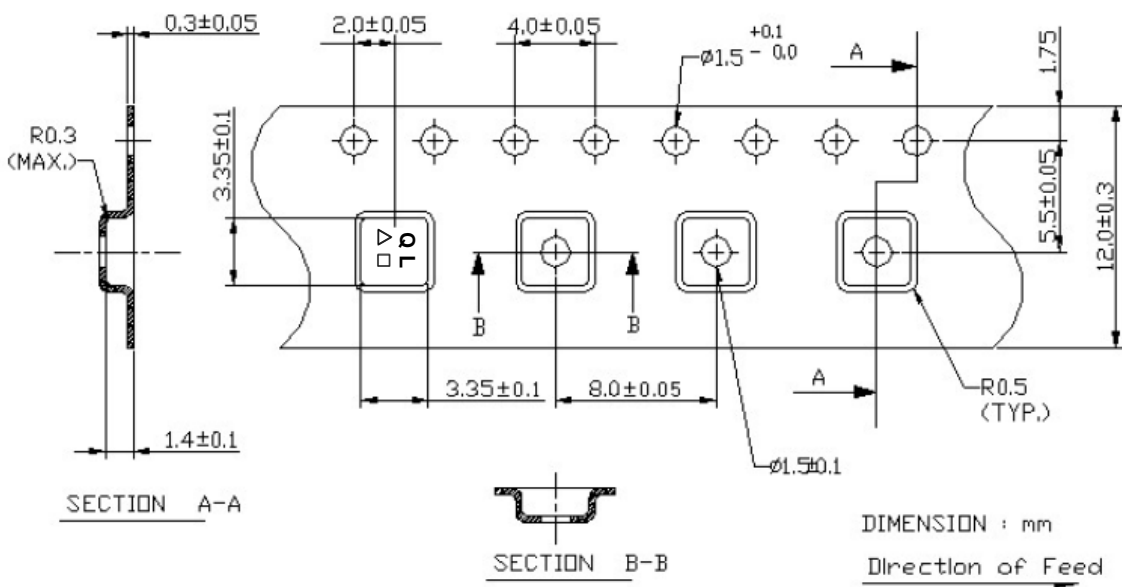 0.3±0.05
2.0±0.05
4.0±0.05
ø1.5 +0.1 - 0.0
A
1.75
R0.3
(MAX.)
3.35±0.1
5.5±0.05
12.0±0.3
Q L
△ □
B
B
3.35±0.1
8.0±0.05
A
R0.5
(TYP.)
1.4±0.1
ø1.5±0.1
SECTION A-A
SECTION B-B
DIMENSION : mm
Direction of Feed